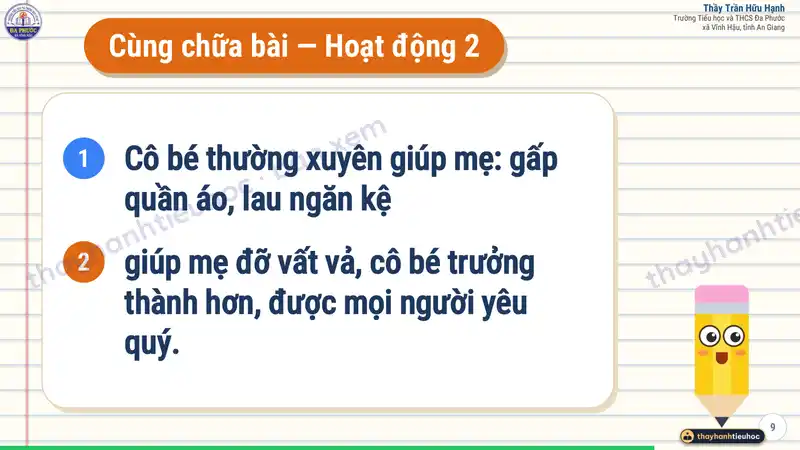 Thầy Trần Hữu Hạnh
Trường Tiểu học và THCS Đa Phước
xã Vĩnh Hậu, tỉnh An Giang
ĐA PHƯỚC
Cùng chữa bài – Hoạt động 2
1
Cô bé thường xuyên giúp mẹ: gấp
quần áo, lau ngăn kệ
2
giúp mẹ đỡ vất vả, cô bé trưởng
thành hơn, được mọi người yêu
quý.
thayhanhtieuhoc
9